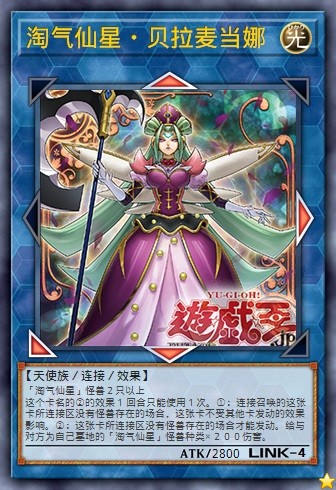 淘气仙星・贝拉麦当娜
光
YU-GI-OH!
遊戯王
.JP
【天使族／连接／效果】
「淘气仙星」怪兽２只以上
这个卡名的②的效果１回合只能使用１次。①：连接召唤的这张
卡所连接区没有怪兽存在的场合，这张卡不受其他卡发动的效果
影响。②：这张卡所连接区没有怪兽存在的场合才能发动。给与
对方为自己墓地的「淘气仙星」怪兽种类×２００伤害。
ATK/2800 LINK-4